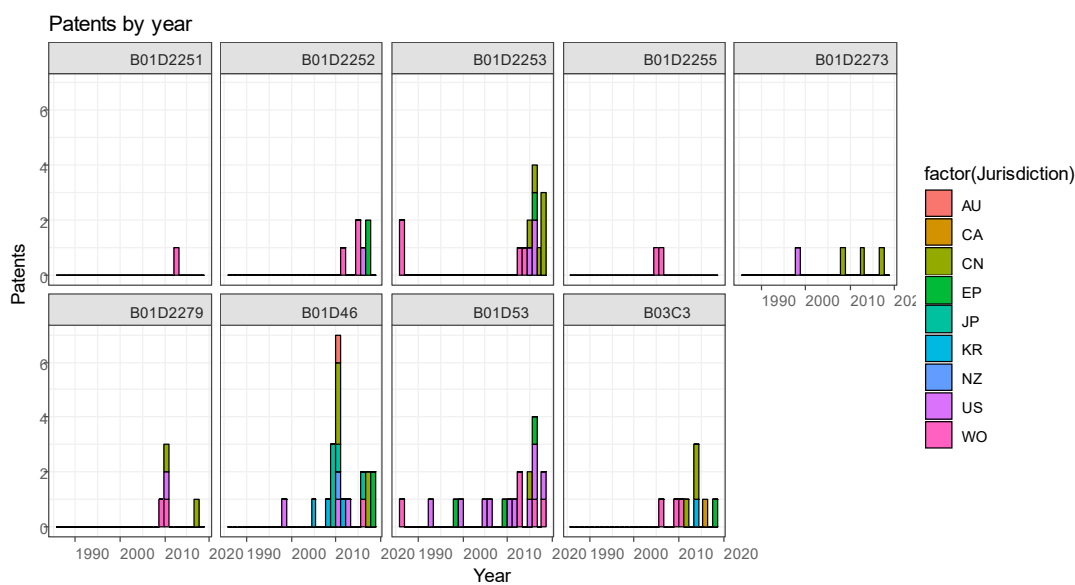 Patents by year
B01D2251 B01D2252 B01D2253 B01D2255 B01D2273
6
4
2
0
1990 2000 2010 202
B01D2279 B01D46 B01D53 B03C3
6
4
2
0
1990 2000 2010 2020 1990 2000 2010 2020 1990 2000 2010 2020 1990 2000 2010 2020
Patents
Year
factor(Jurisdiction)
AU
CA
CN
EP
JP
KR
NZ
US
WO